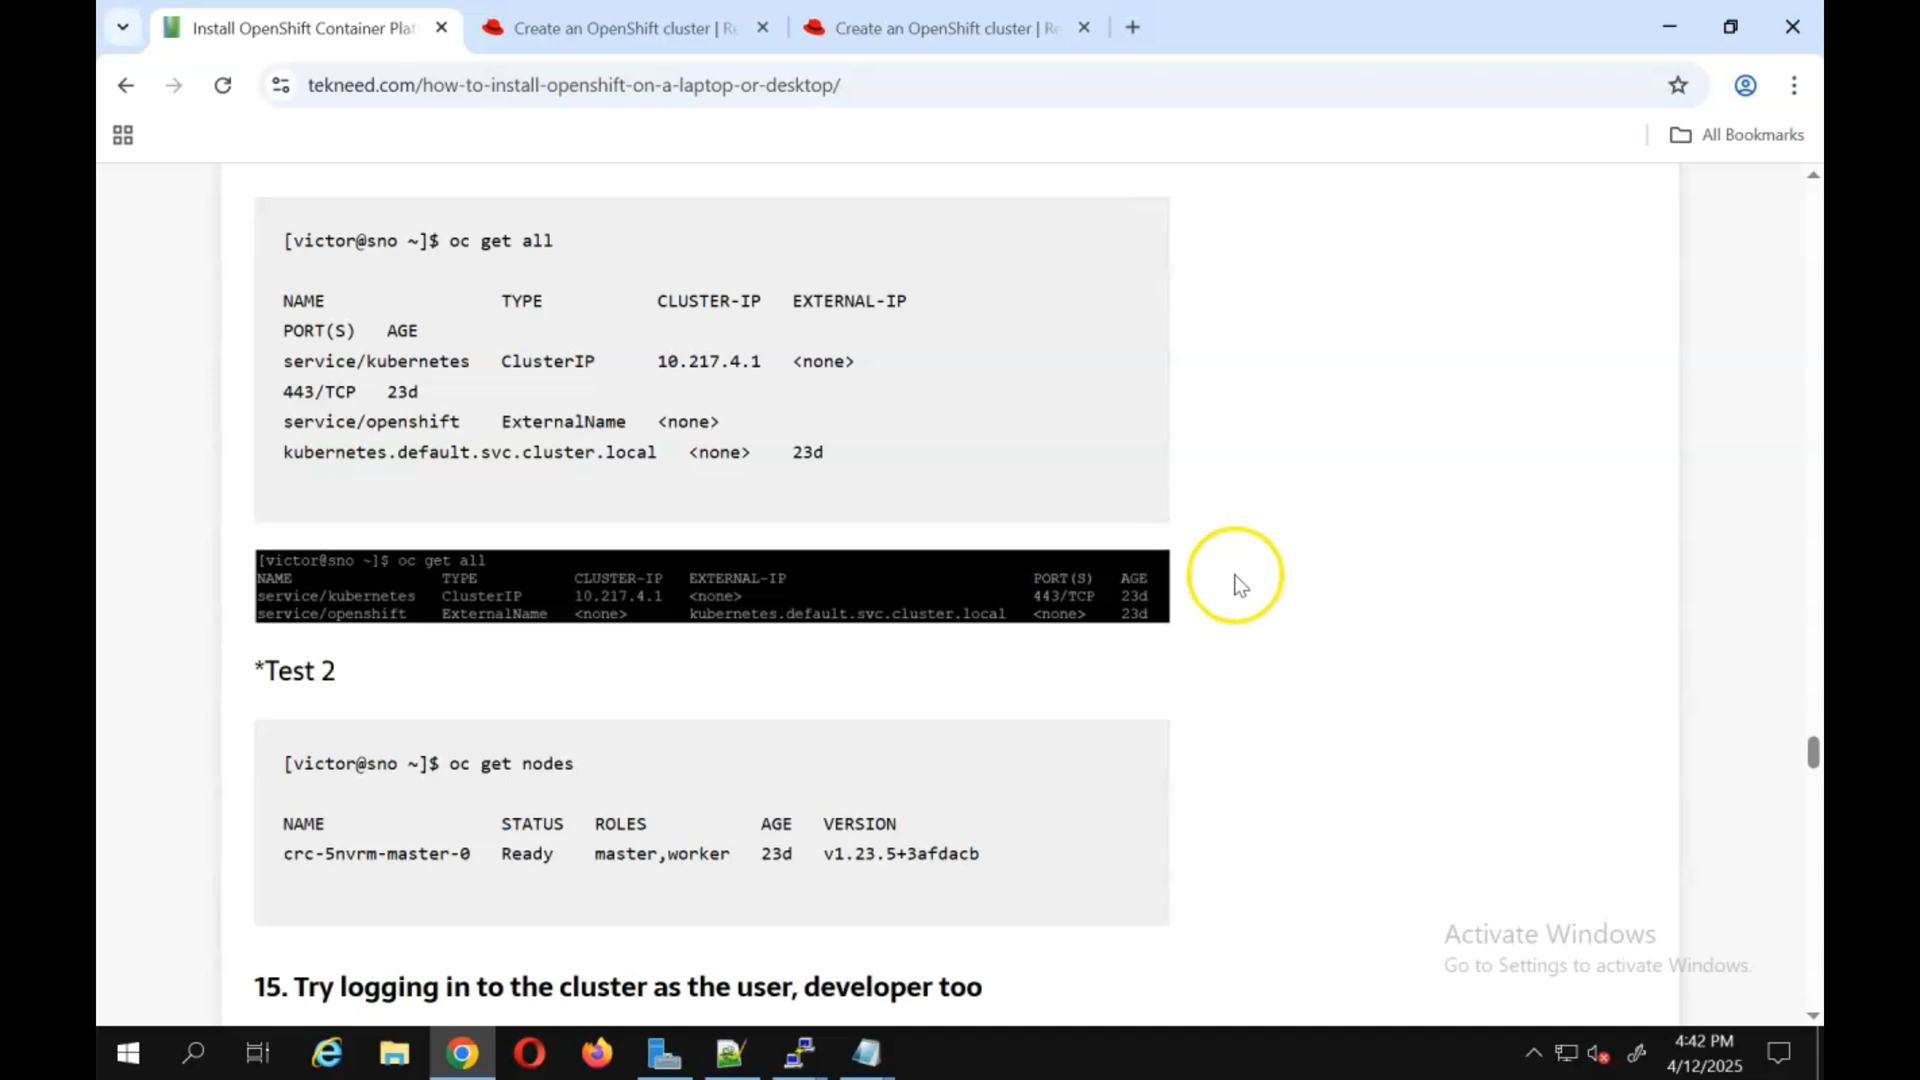 Install OpenShift Container Plat
Create an OpenShift cluster | Re
Create an OpenShift cluster | Re
tekneed.com/how-to-install-openshift-on-a-laptop-or-desktop/
All Bookmarks
[victor@sno ~]$ oc get all
NAME TYPE CLUSTER-IP EXTERNAL-IP
PORT(S) AGE
service/kubernetes ClusterIP 10.217.4.1 <none>
443/TCP 23d
service/openshift ExternalName <none>
kubernetes.default.svc.cluster.local <none> 23d
[victor@sno ~]$ oc get all
NAME TYPE CLUSTER-IP EXTERNAL-IP PORT(S) AGE
service/kubernetes ClusterIP 10.217.4.1 <none> 443/TCP 23d
service/openshift ExternalName <none> kubernetes.default.svc.cluster.local <none> 23d
*Test 2
[victor@sno ~]$ oc get nodes
NAME STATUS ROLES AGE VERSION
crc-5nvrm-master-0 Ready master,worker 23d v1.23.5+3afdacb
Activate Windows
Go to Settings to activate Windows.
15. Try logging in to the cluster as the user, developer too
4:42 PM
4/12/2025